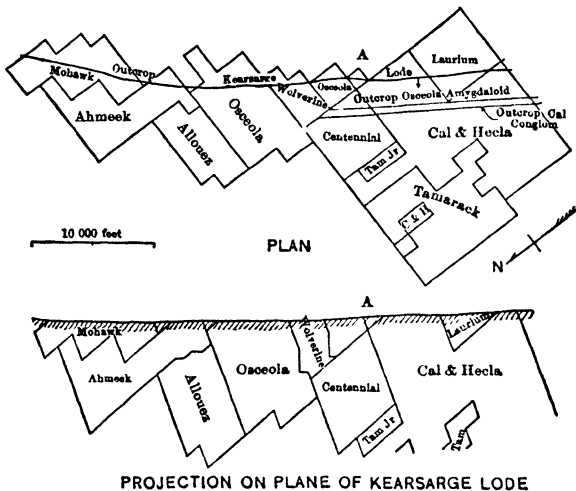 A
Mohawk
Outcrop
Kearsarge
Lode
Laurium
Wolverine
Osceola
Outcrop Osceola Amygdaloid
Outcrop Cal
Conglom
Ahmeek
Osceola
Allouez
Centennial
Cal & Hecla
Tam Jr
Tamarack
C & H
10 000 feet
PLAN
N
A
Mohawk
Wolverine
Laurium
Ahmeek
Osceola
Cal & Hecla
Allouez
Centennial
Tam Jr
Tam
PROJECTION ON PLANE OF KEARSARGE LODE